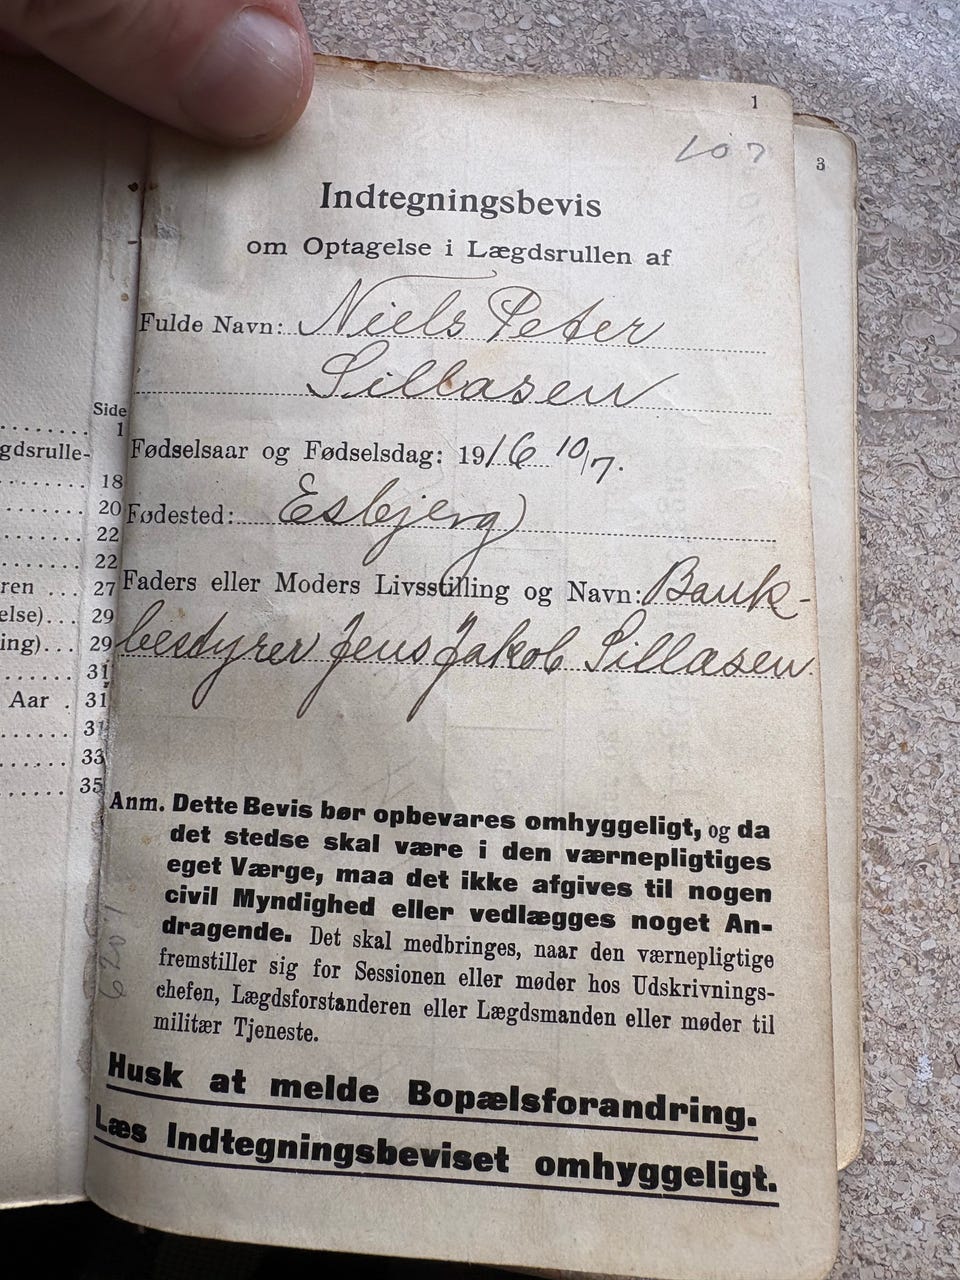 1
3
107
Indtegningsbevis
om Optagelse i Lægdsrullen af
Fulde Navn: Niels Peter
Sillasen
Fødselsaar og Fødselsdag: 1916 10/7.
Fødested: Esbjerg
Faders eller Moders Livsstilling og Navn: Bank-
bestyrer Jens Jakob Sillasen.
Anm. Dette Bevis bør opbevares omhyggeligt, og da
det stedse skal være i den værnepligtiges
eget Værge, maa det ikke afgives til nogen
civil Myndighed eller vedlægges noget An-
dragende. Det skal medbringes, naar den værnepligtige
fremstiller sig for Sessionen eller møder hos Udskrivnings-
chefen, Lægdsforstanderen eller Lægdsmanden eller møder til
militær Tjeneste.
Husk at melde Bopælsforandring.
Læs Indtegningsbeviset omhyggeligt.
Side
1
gdsrulle-
18
20
22
22
ren ... 27
else)... 29
ing)... 29
31
Aar . 31
31
33
35